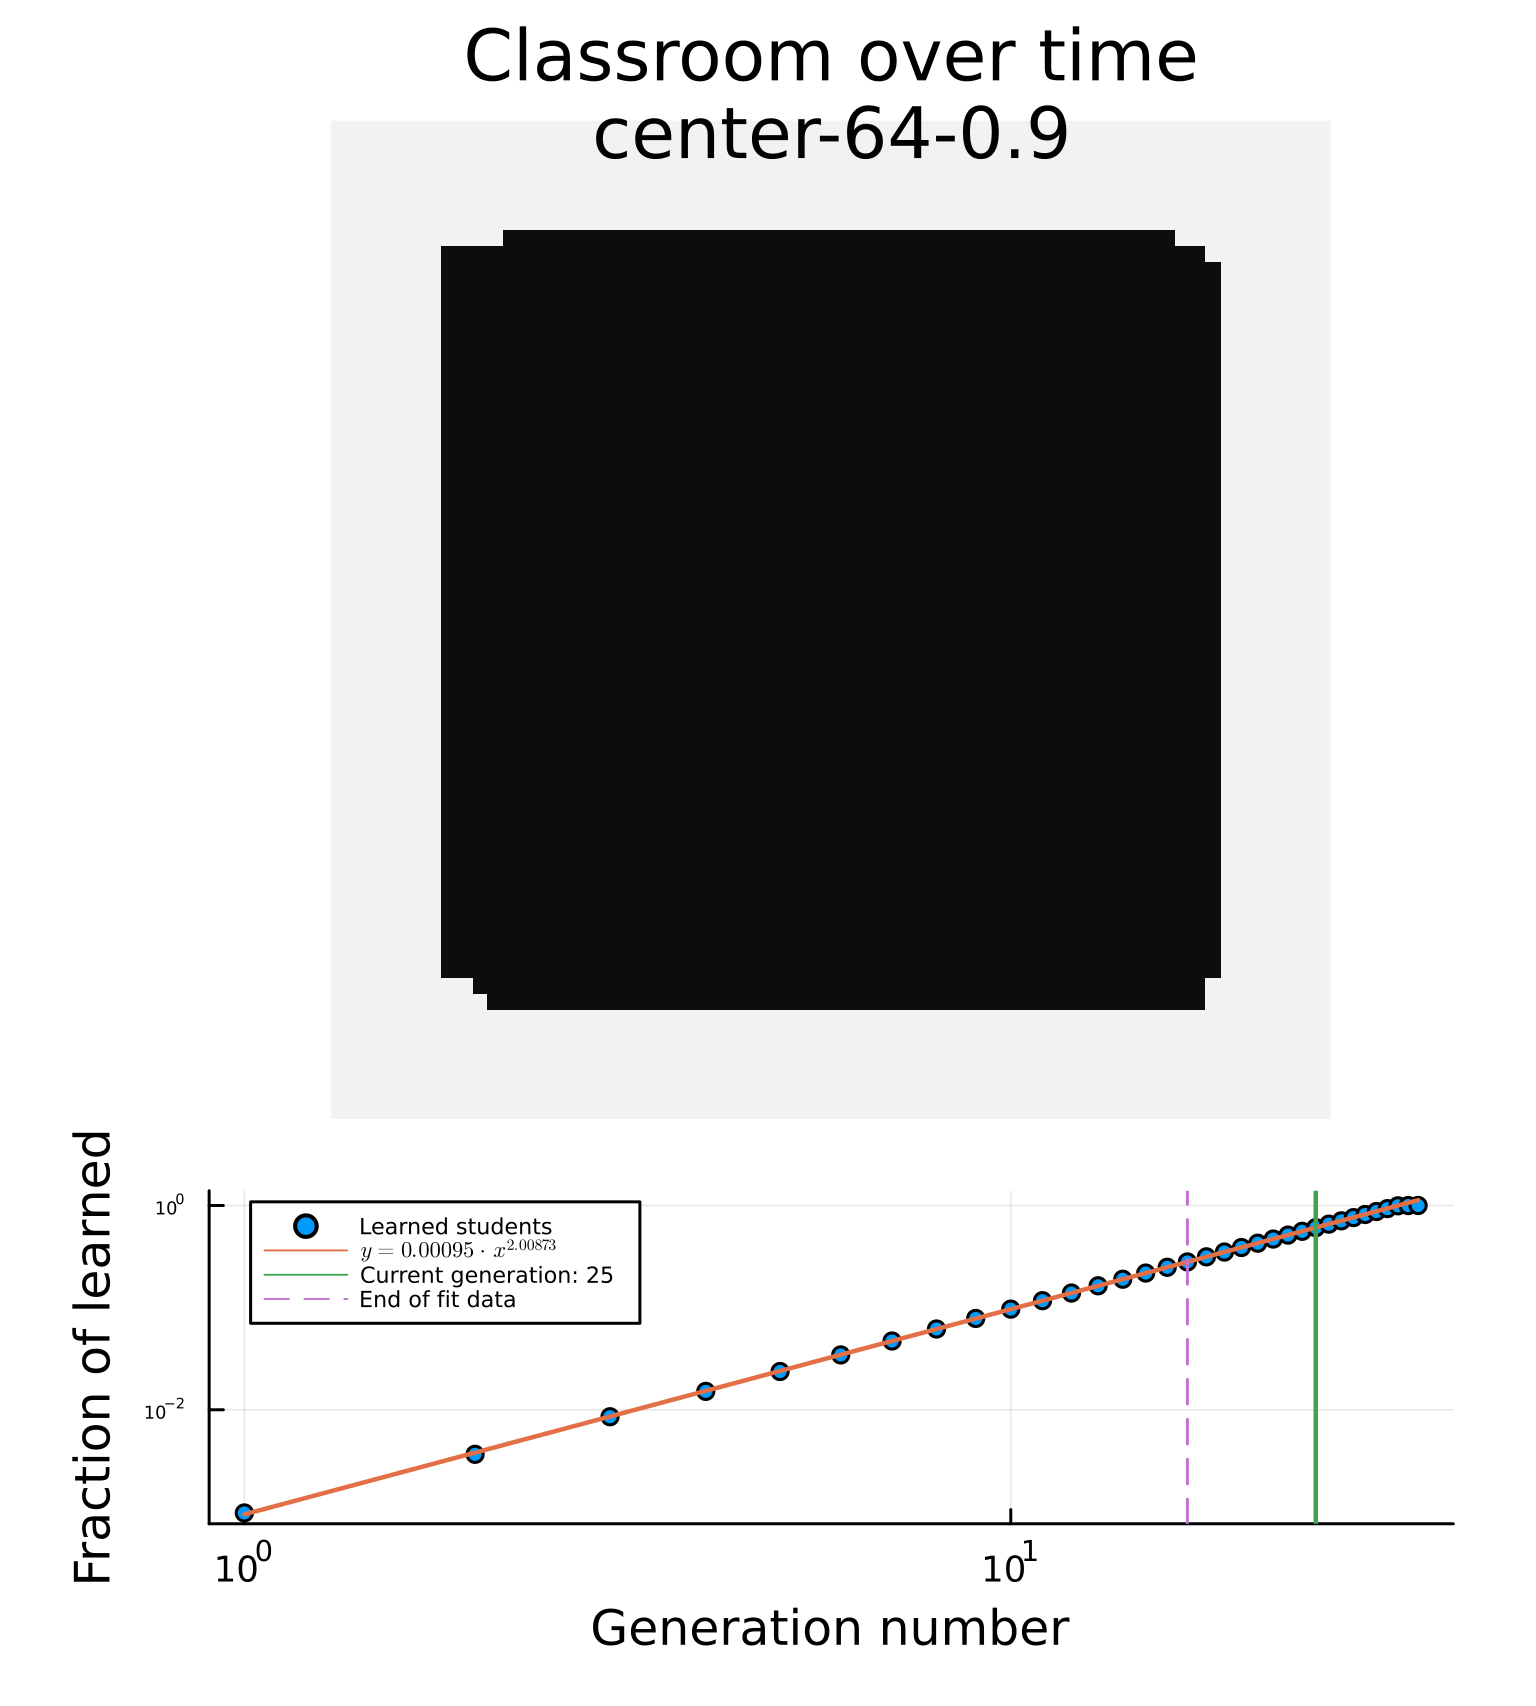 Classroom over time
center-64-0.9
Fraction of learned
10⁰
10⁻²
Learned students
y = 0.00095 · x^2.00873
Current generation: 25
End of fit data
10⁰
10¹
Generation number